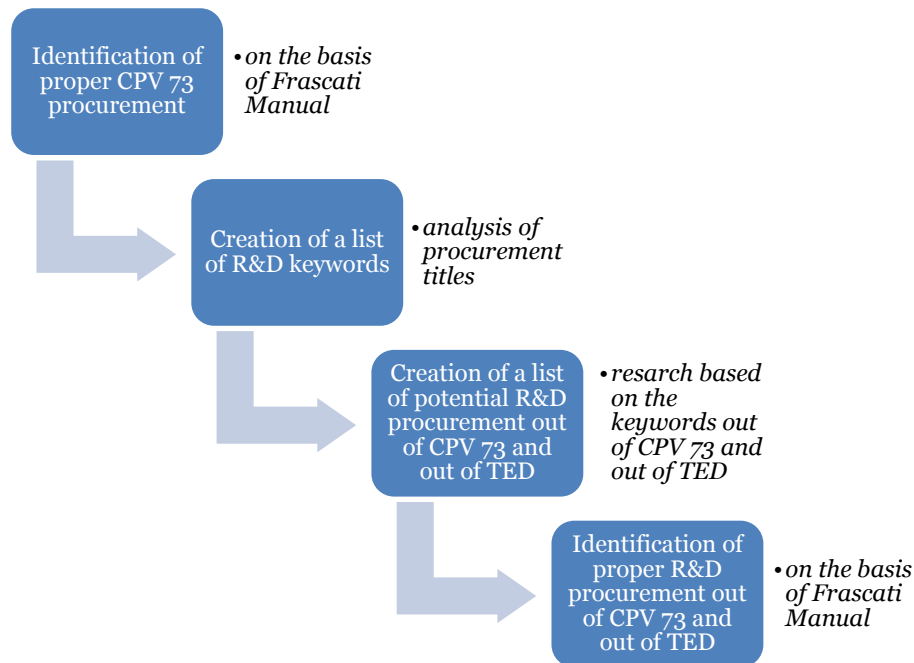 Identification of
proper CPV 73
procurement
• on the basis
of Frascati
Manual
Creation of a list
of R&D keywords
• analysis of
procurement
titles
Creation of a list
of potential R&D
procurement out
of CPV 73 and
out of TED
• resarch based
on the
keywords out
of CPV 73 and
out of TED
Identification of
proper R&D
procurement out
of CPV 73 and
out of TED
• on the basis
of Frascati
Manual